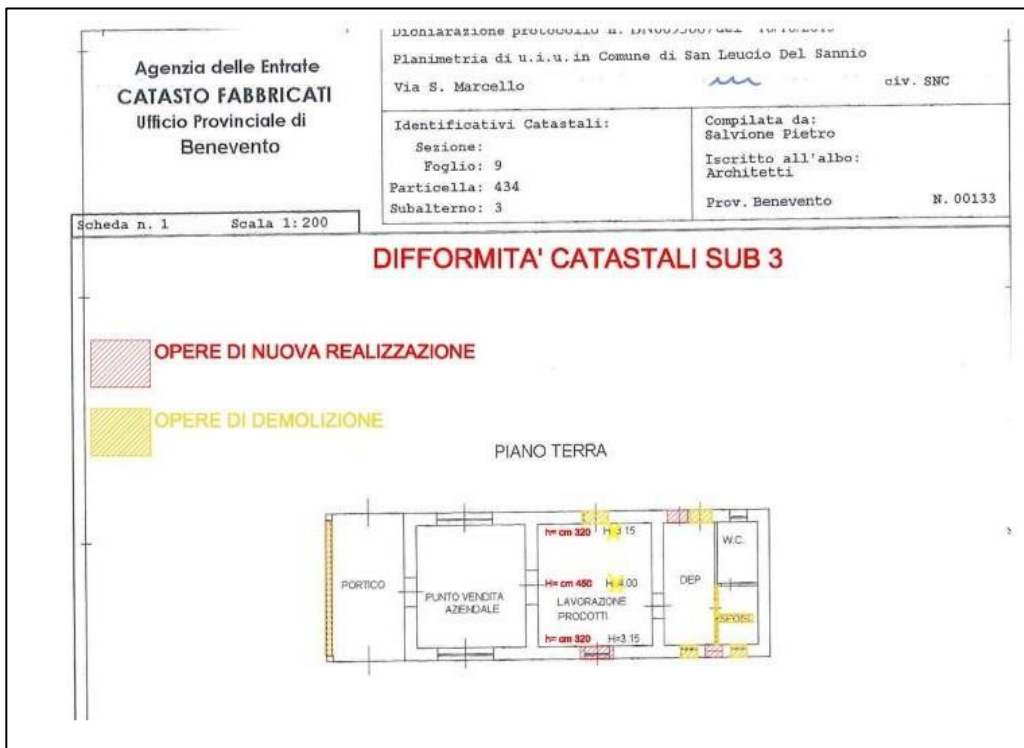 Agenzia delle Entrate
CATASTO FABBRICATI
Ufficio Provinciale di
Benevento
Dichiarazione protocollo n.
Planimetria di u.i.u. in Comune di San Leucio Del Sannio
Via S. Marcello civ. SNC
Identificativi Catastali:
Sezione:
Foglio: 9
Particella: 434
Subalterno: 3
Compilata da:
Salvione Pietro
Iscritto all'albo:
Architetti
Prov. Benevento N. 00133
Scheda n. 1 Scala 1:200
DIFFORMITA' CATASTALI SUB 3
OPERE DI NUOVA REALIZZAZIONE
OPERE DI DEMOLIZIONE
PIANO TERRA
PORTICO
PUNTO VENDITA
AZIENDALE
h= cm 320 H=3.15
H= cm 450 H=4.00
LAVORAZIONE
PRODOTTI
h= cm 320 H=3.15
DEP
W.C.